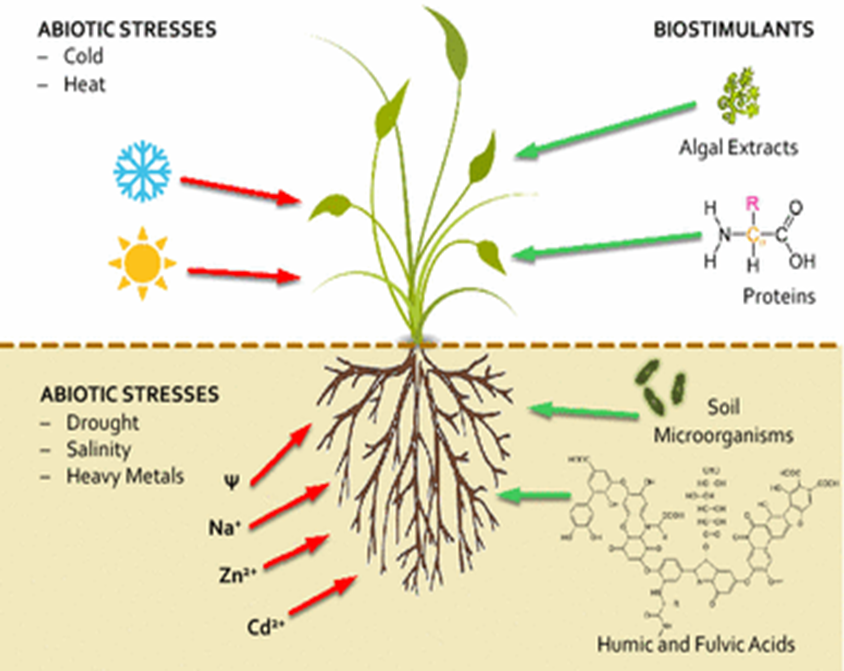 ABIOTIC STRESSES
– Cold
– Heat
BIOSTIMULANTS
Algal Extracts
H
R
O
N
C
C
H
H
OH
Proteins
ABIOTIC STRESSES
– Drought
– Salinity
– Heavy Metals
Ψ
Na⁺
Zn²⁺
Cd²⁺
Soil
Microorganisms
Humic and Fulvic Acids